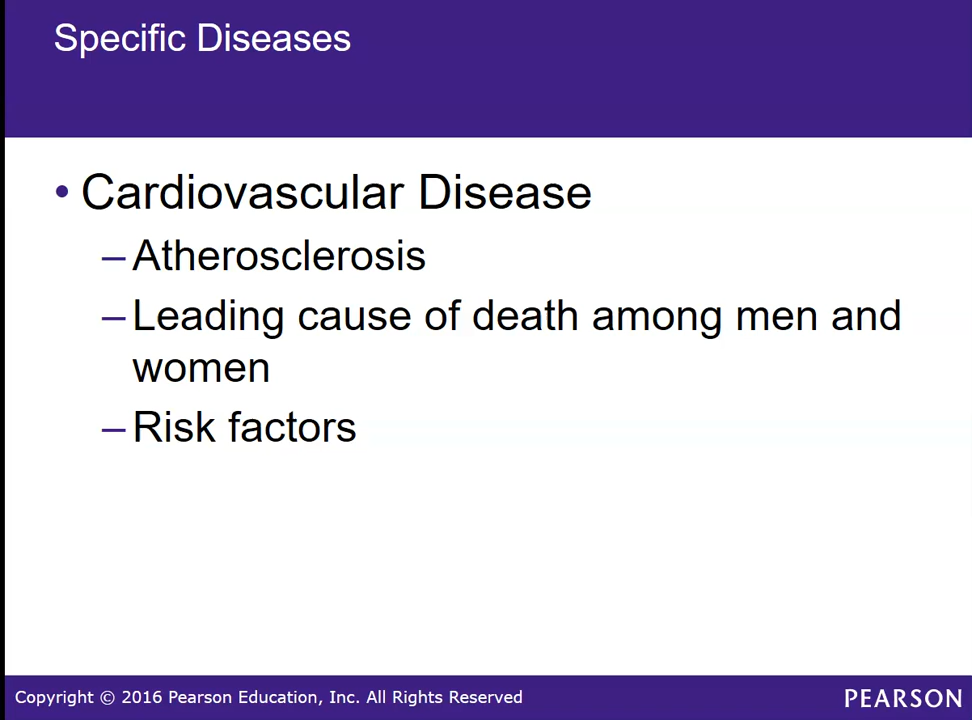 Specific Diseases
• Cardiovascular Disease
–Atherosclerosis
–Leading cause of death among men and
women
–Risk factors
Copyright © 2016 Pearson Education, Inc. All Rights Reserved
PEARSON